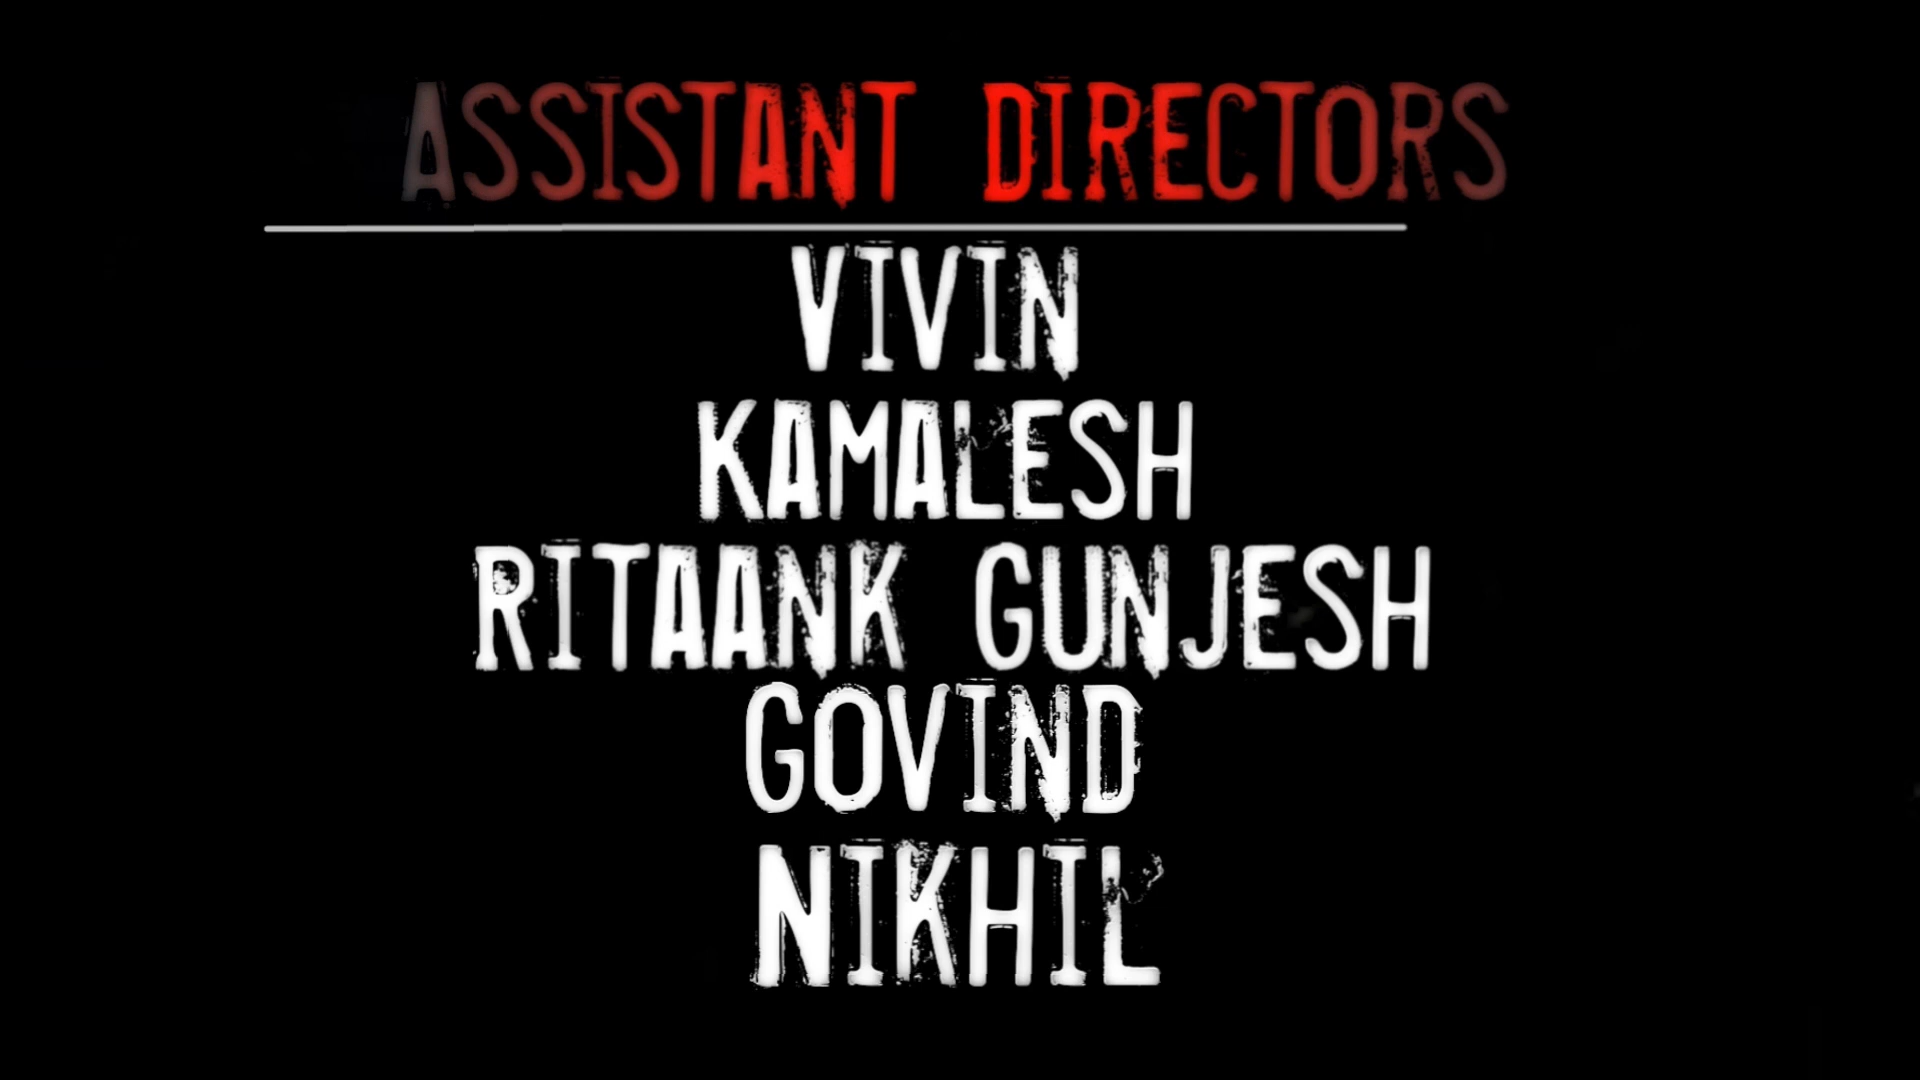 ASSISTANT DIRECTORS
VIVIN
KAMALESH
RITAANK GUNJESH
GOVIND
NIKHIL